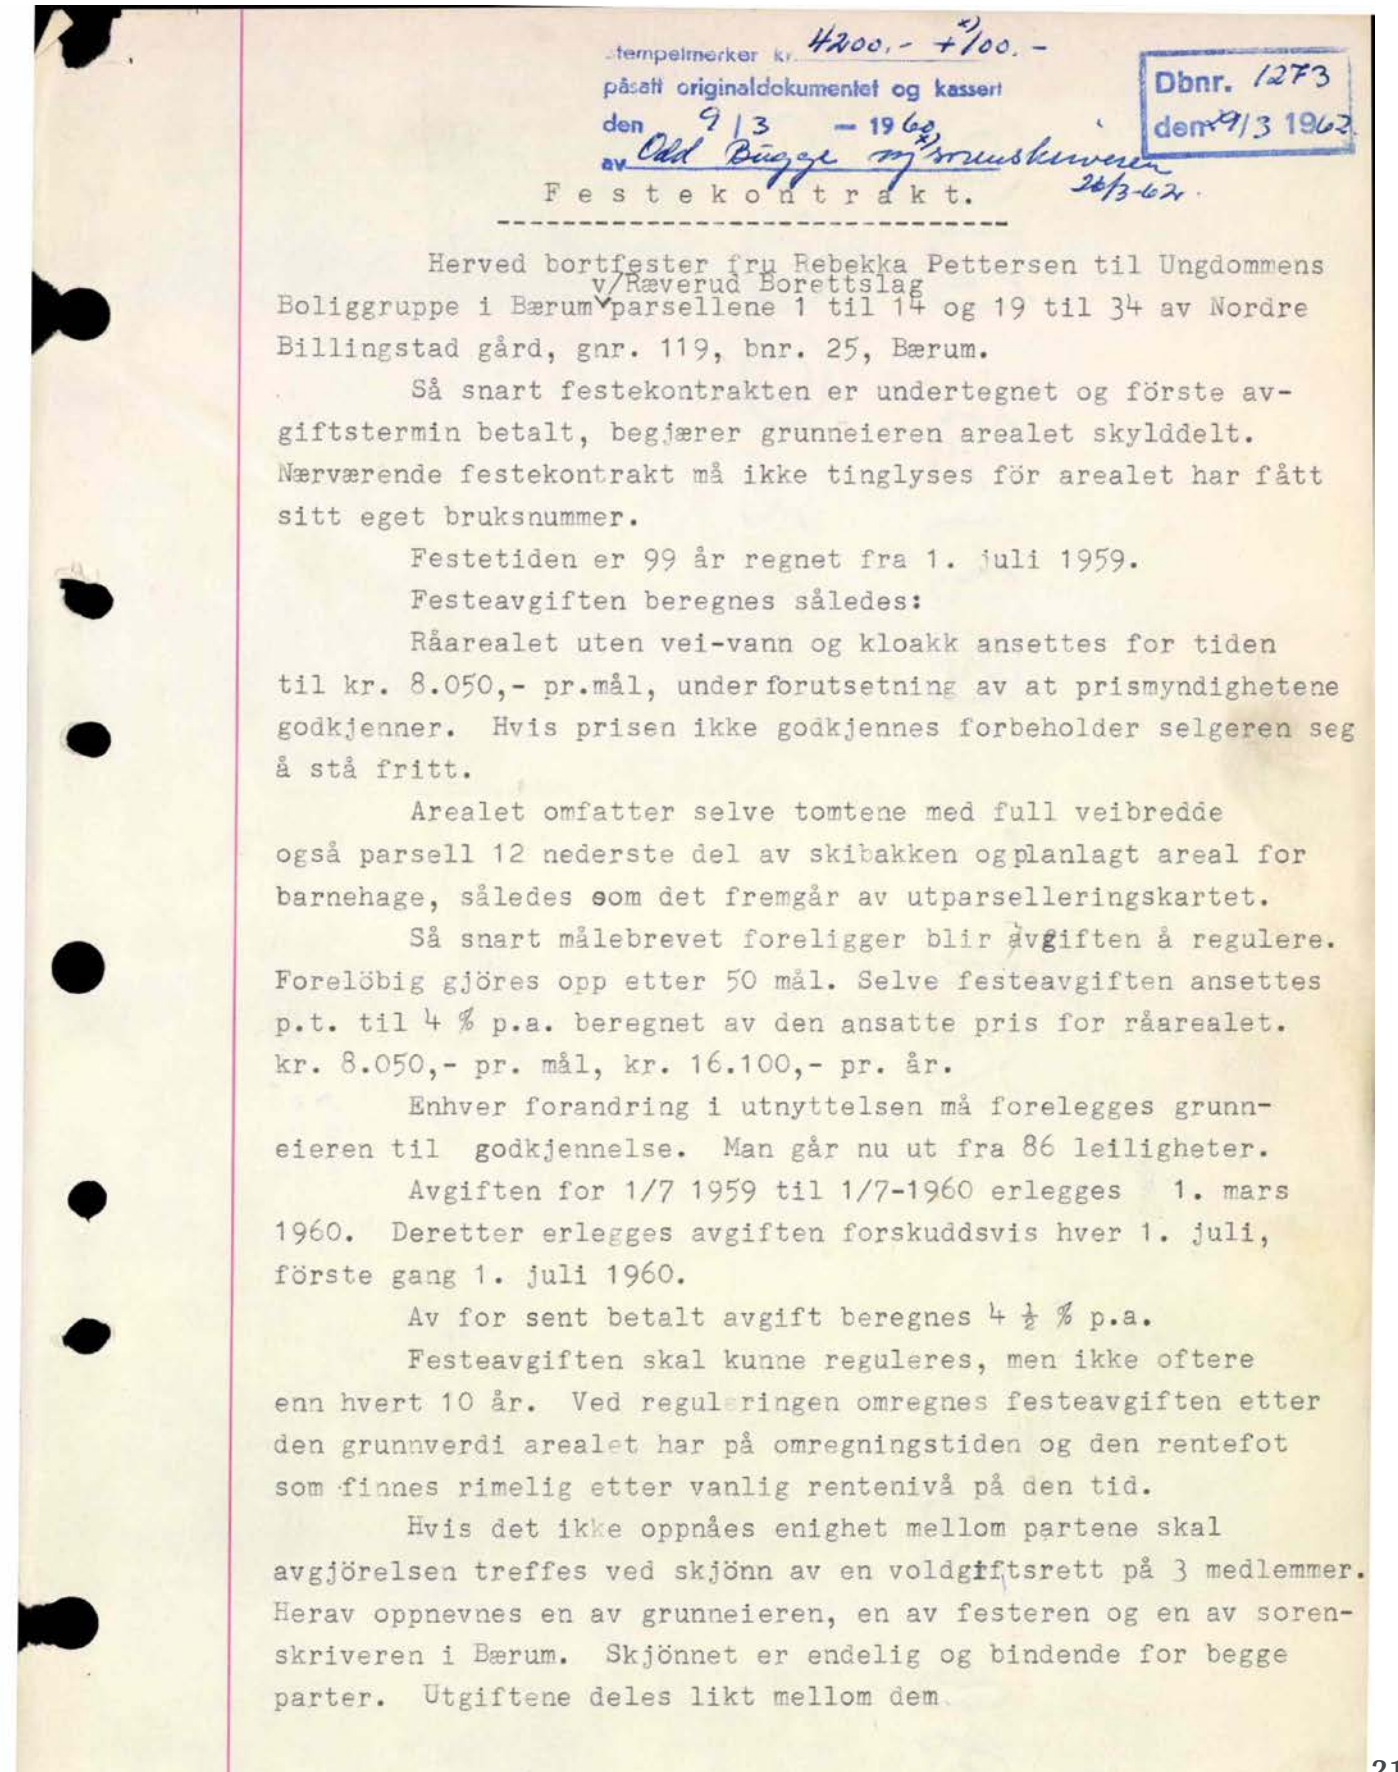 Stempelmerker kr. 4200.- + x) 100.-
påsatt originaldokumentet og kassert
den 9/3 - 1960
av Odd Bugge x) sorenskriveren
26/3-62.
Dbnr. 1273
den 29/3 1962.
Festekontrakt.
Herved bortfester fru Rebekka Pettersen til Ungdommens
v/Ræverud Borettslag
Boliggruppe i Bærum parsellene 1 til 14 og 19 til 34 av Nordre
Billingstad gård, gnr. 119, bnr. 25, Bærum.
Så snart festekontrakten er undertegnet og förste av-
giftstermin betalt, begjærer grunneieren arealet skylddelt.
Nærværende festekontrakt må ikke tinglyses för arealet har fått
sitt eget bruksnummer.
Festetiden er 99 år regnet fra 1. juli 1959.
Festeavgiften beregnes således:
Råarealet uten vei-vann og kloakk ansettes for tiden
til kr. 8.050,- pr.mål, under forutsetning av at prismyndighetene
godkjenner. Hvis prisen ikke godkjennes forbeholder selgeren seg
å stå fritt.
Arealet omfatter selve tomtene med full veibredde
også parsell 12 nederste del av skibakken og planlagt areal for
barnehage, således som det fremgår av utparselleringskartet.
Så snart målebrevet foreligger blir avgiften å regulere.
Forelöbig gjöres opp etter 50 mål. Selve festeavgiften ansettes
p.t. til 4 % p.a. beregnet av den ansatte pris for råarealet.
kr. 8.050,- pr. mål, kr. 16.100,- pr. år.
Enhver forandring i utnyttelsen må forelegges grunn-
eieren til godkjennelse. Man går nu ut fra 86 leiligheter.
Avgiften for 1/7 1959 til 1/7-1960 erlegges 1. mars
1960. Deretter erlegges avgiften forskuddsvis hver 1. juli,
förste gang 1. juli 1960.
Av for sent betalt avgift beregnes 4 ½ % p.a.
Festeavgiften skal kunne reguleres, men ikke oftere
enn hvert 10 år. Ved reguleringen omregnes festeavgiften etter
den grunnverdi arealet har på omregningstiden og den rentefot
som finnes rimelig etter vanlig rentenivå på den tid.
Hvis det ikke oppnåes enighet mellom partene skal
avgjörelsen treffes ved skjönn av en voldgiftsrett på 3 medlemmer.
Herav oppnevnes en av grunneieren, en av festeren og en av soren-
skriveren i Bærum. Skjönnet er endelig og bindende for begge
parter. Utgiftene deles likt mellom dem.
21